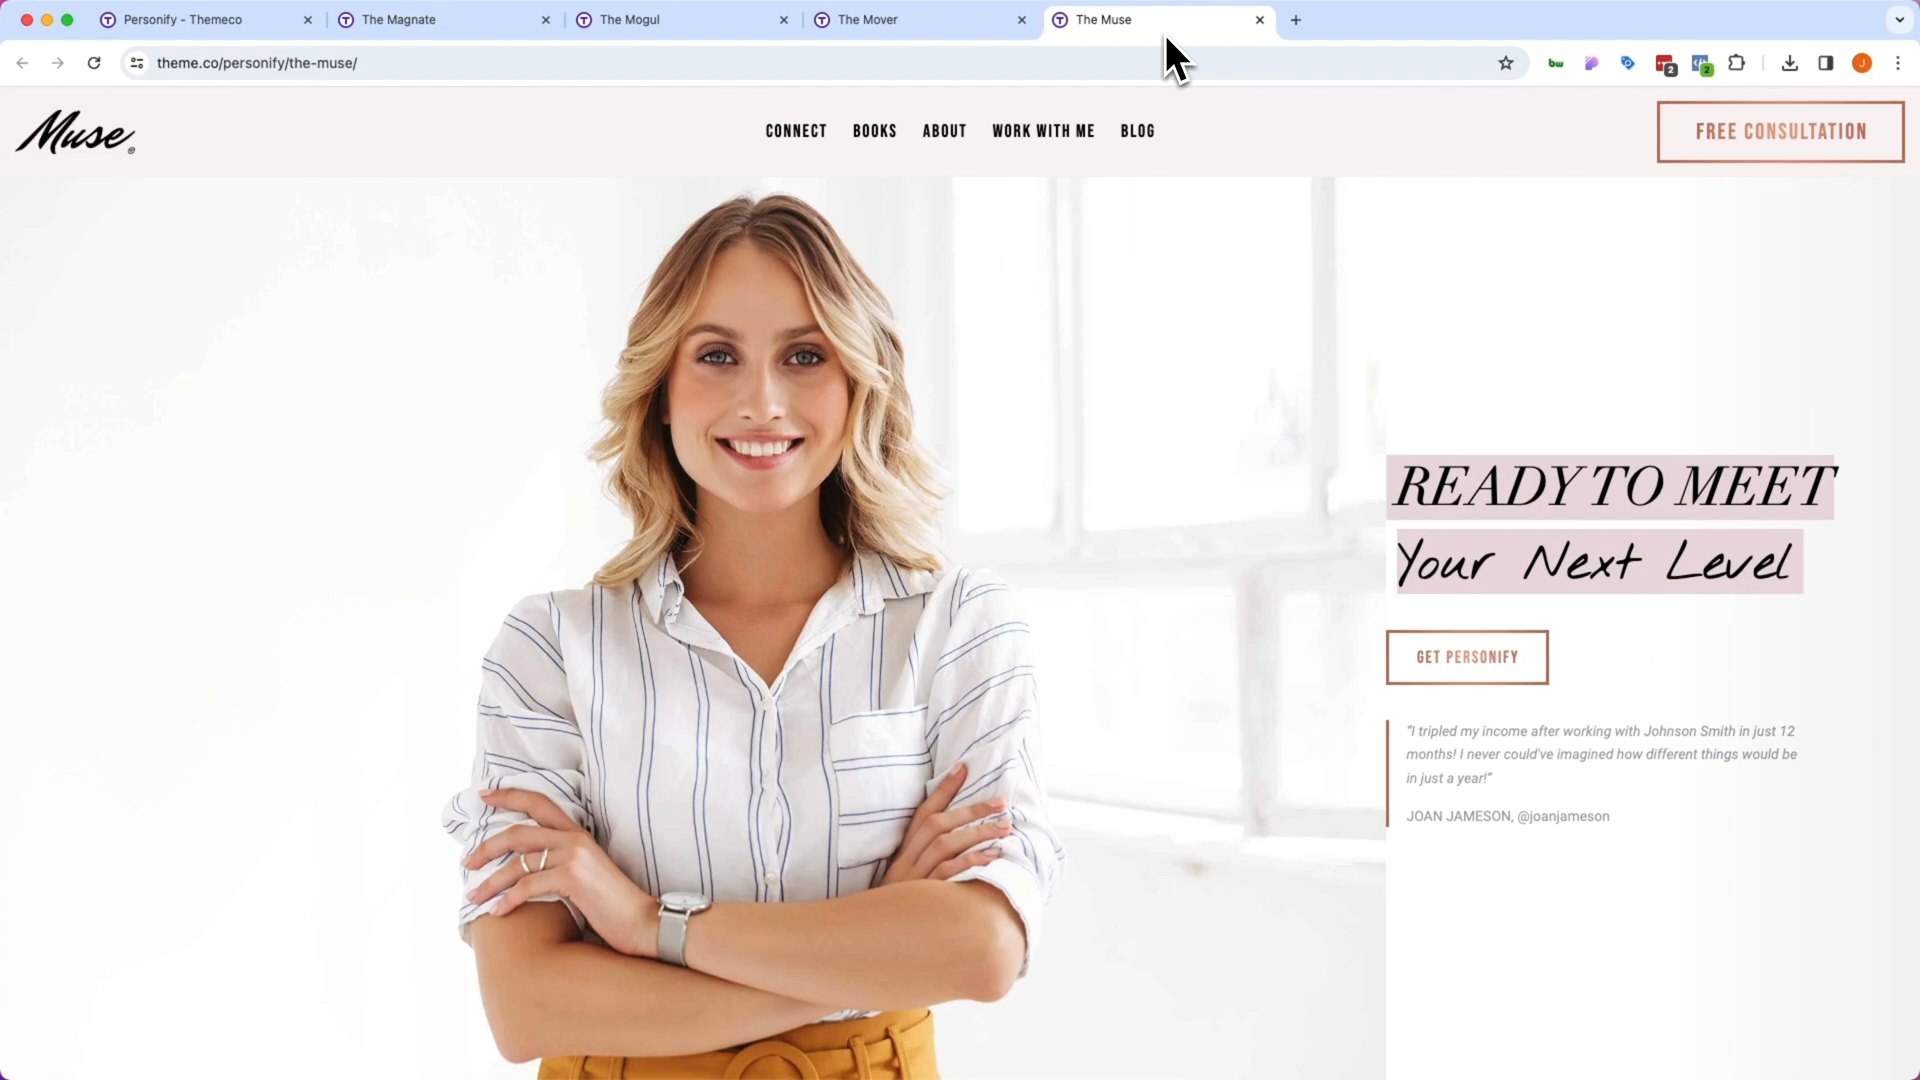 Personify - Themeco
The Magnate
The Mogul
The Mover
The Muse
theme.co/personify/the-muse/
bw
2
2
J
Muse
@
CONNECT BOOKS ABOUT WORK WITH ME BLOG
FREE CONSULTATION
READY TO MEET
Your Next Level
GET PERSONIFY
"I tripled my income after working with Johnson Smith in just 12
months! I never could've imagined how different things would be
in just a year!"
JOAN JAMESON, @joanjameson